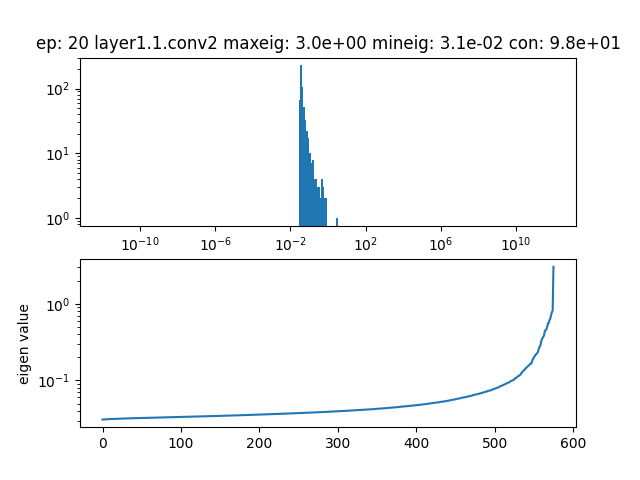 ep: 20 layer1.1.conv2 maxeig: 3.0e+00 mineig: 3.1e-02 con: 9.8e+01
10²
10¹
10⁰
10⁻¹⁰ 10⁻⁶ 10⁻² 10² 10⁶ 10¹⁰
eigen value
10⁰
10⁻¹
0 100 200 300 400 500 600